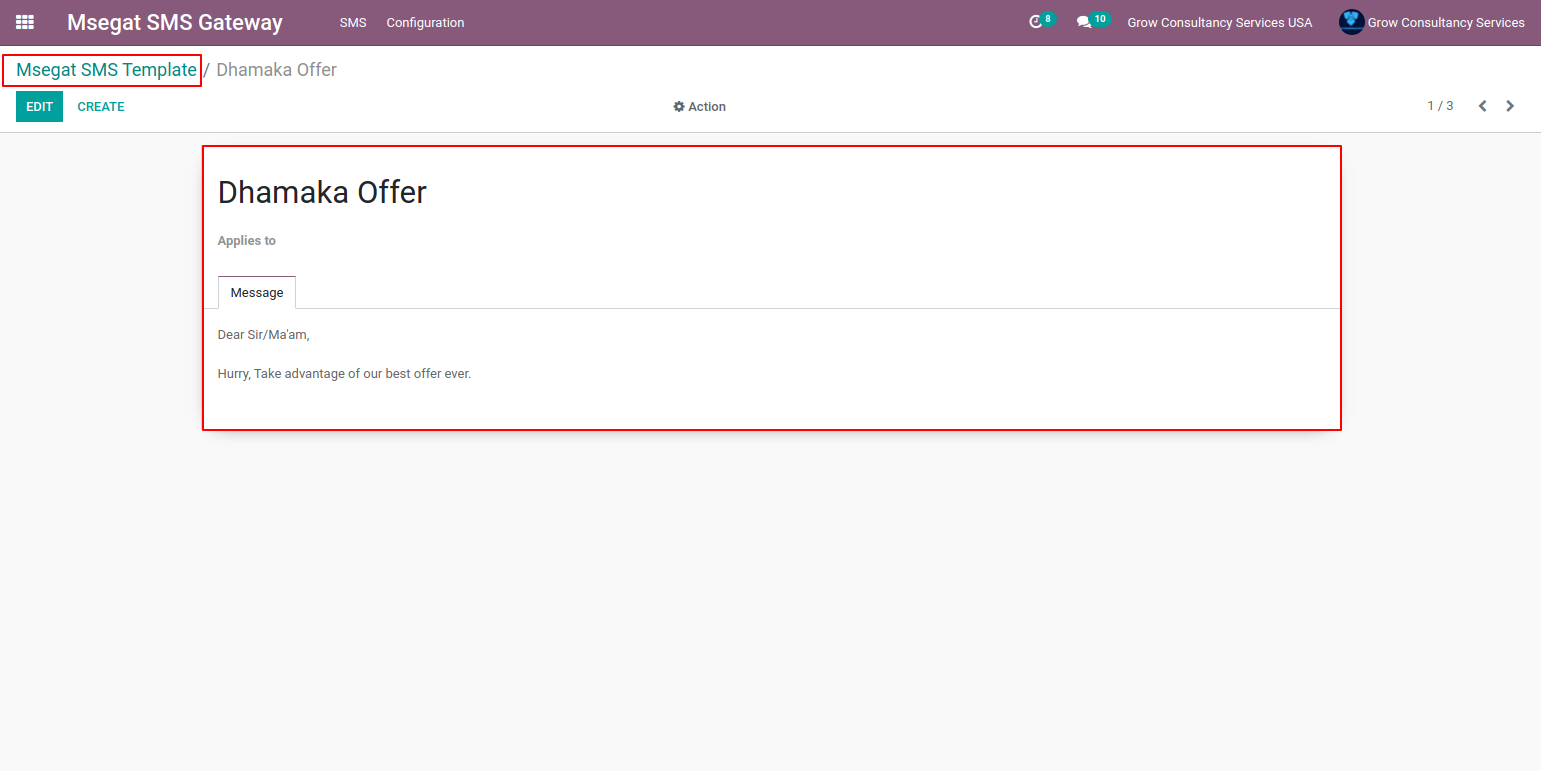 Msegat SMS Gateway SMS Configuration 8 10 Grow Consultancy Services USA Grow Consultancy Services
Msegat SMS Template / Dhamaka Offer
EDIT CREATE Action 1 / 3
Dhamaka Offer
Applies to
Message
Dear Sir/Ma'am,
Hurry, Take advantage of our best offer ever.